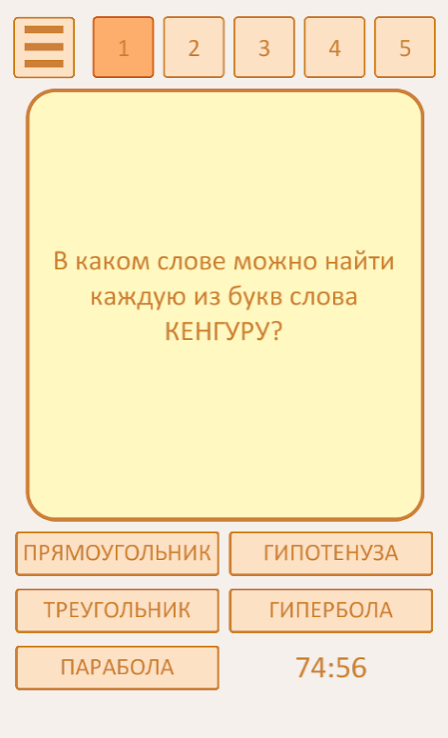 1 2 3 4 5
В каком слове можно найти
каждую из букв слова
КЕНГУРУ?
ПРЯМОУГОЛЬНИК ГИПОТЕНУЗА
ТРЕУГОЛЬНИК ГИПЕРБОЛА
ПАРАБОЛА 74:56